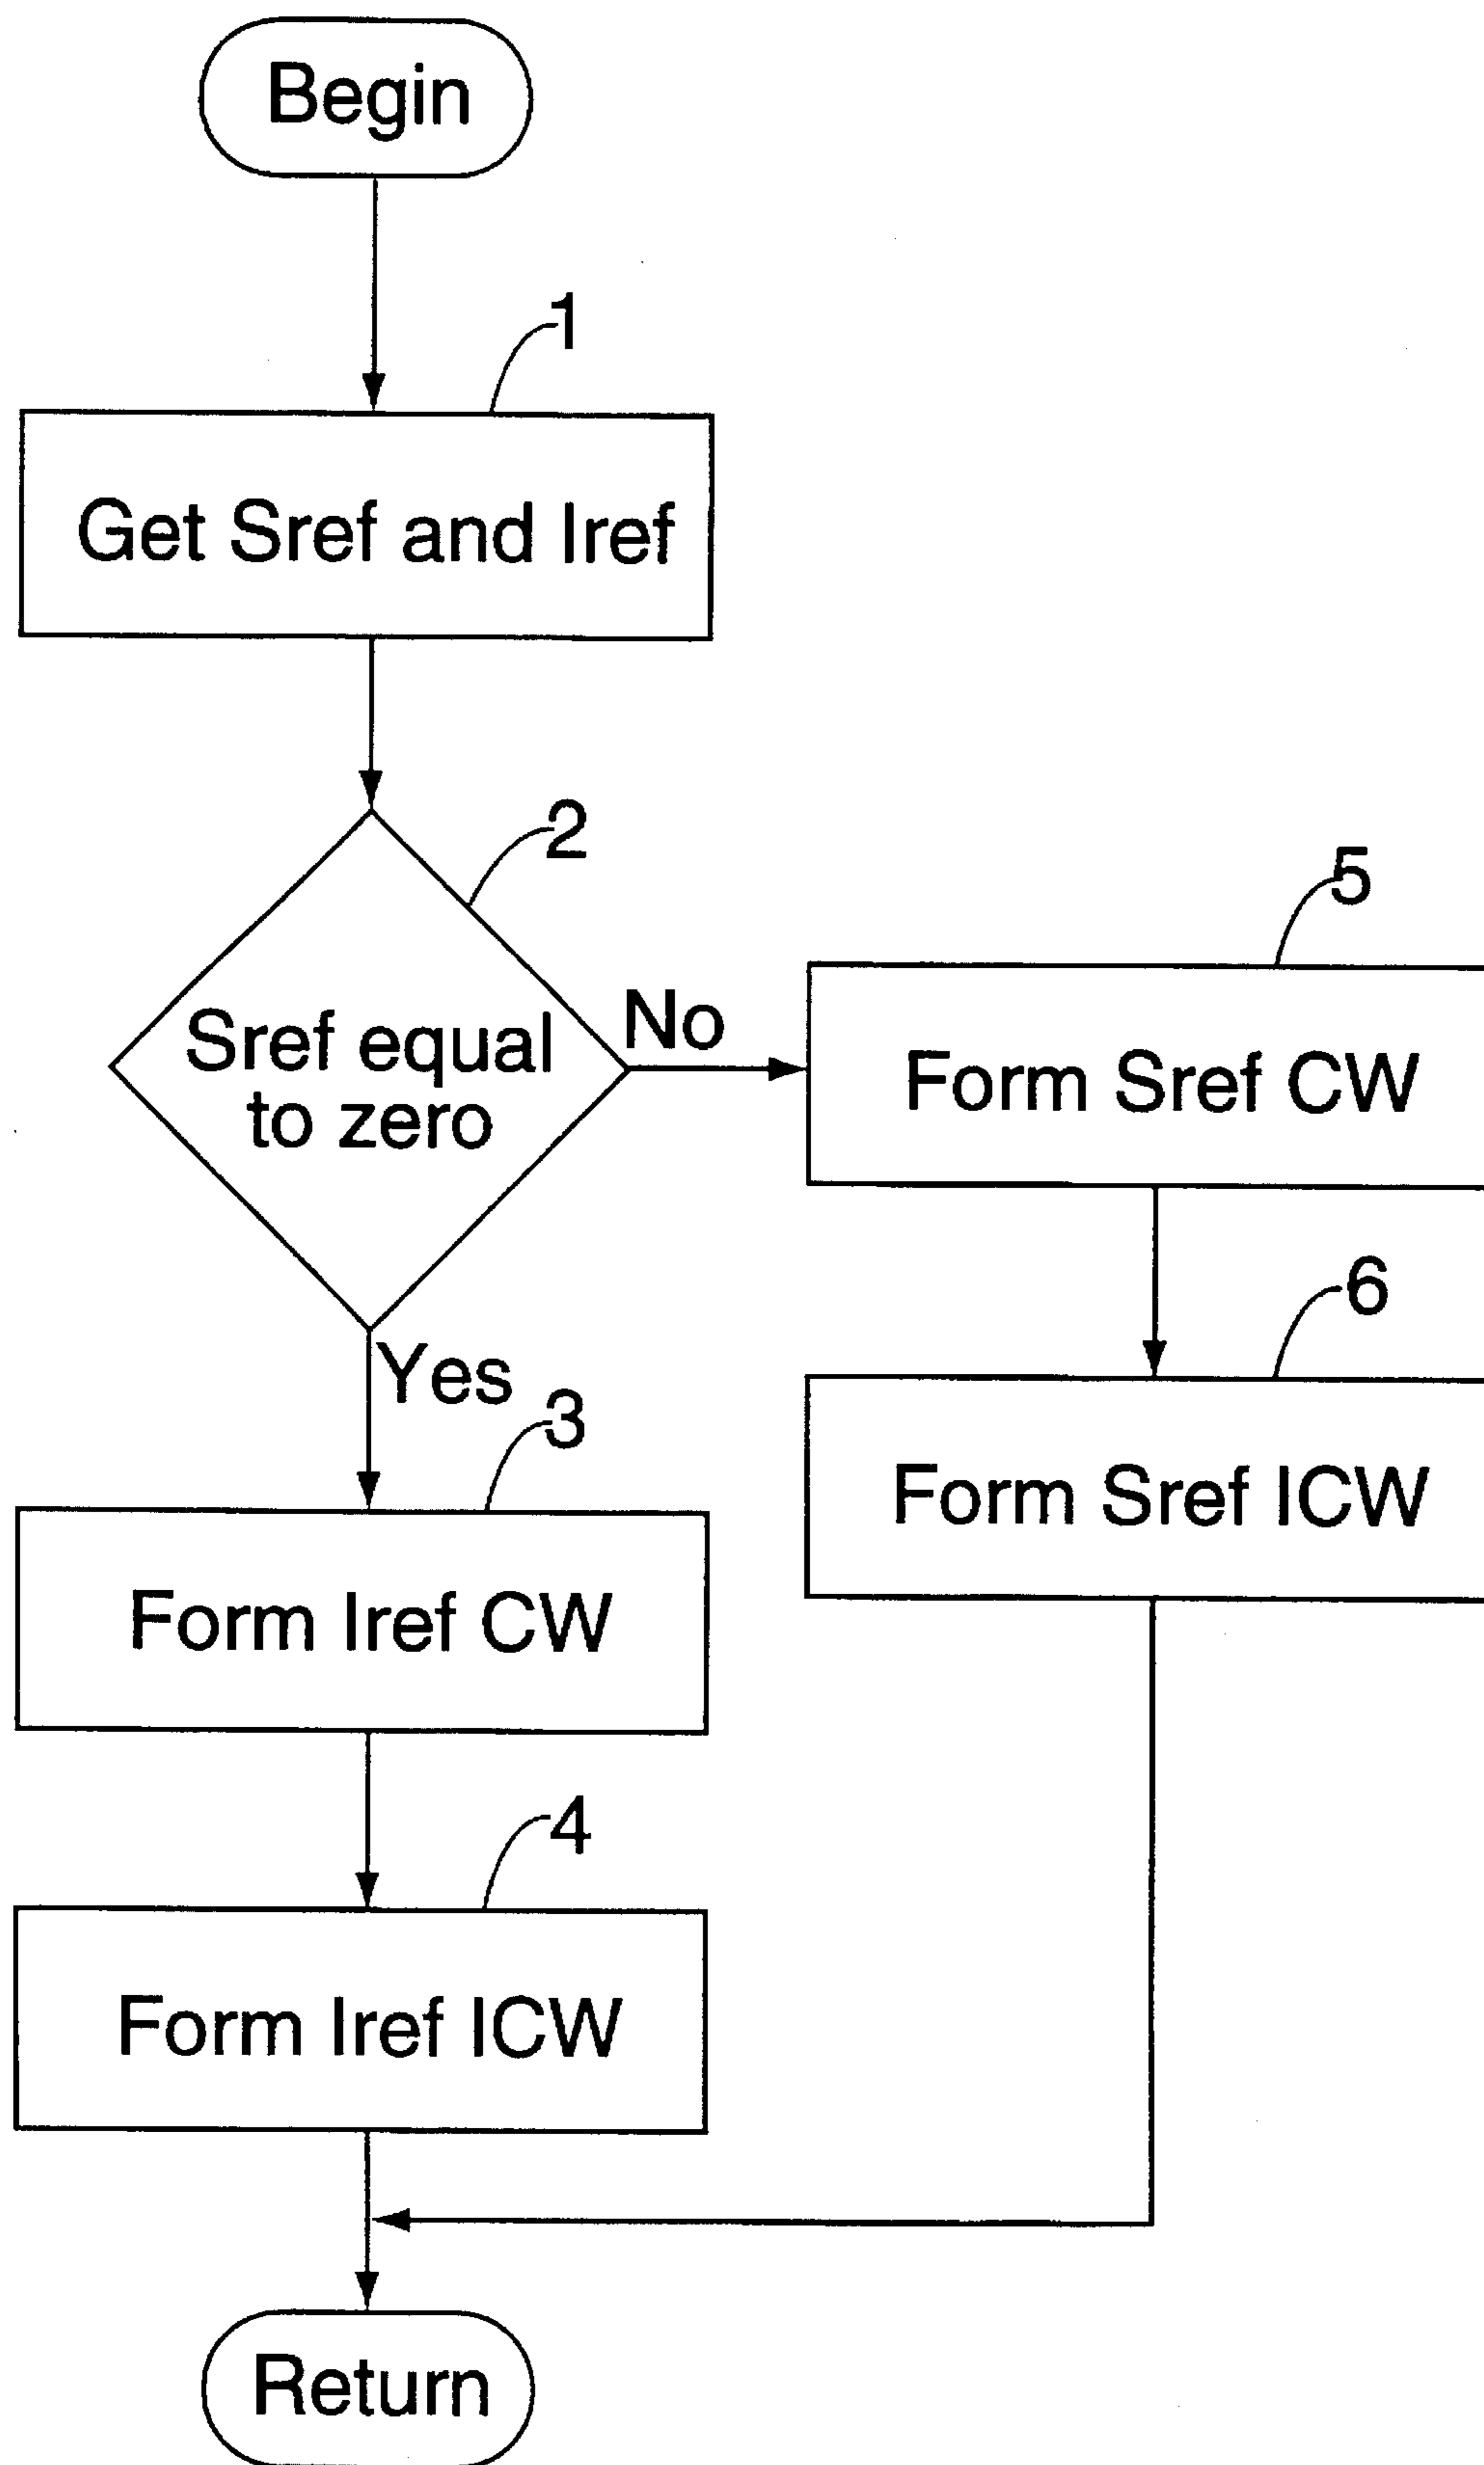 Begin
1
Get Sref and Iref
2
Sref equal
to zero
No
5
Form Sref CW
6
Form Sref ICW
Yes
3
Form Iref CW
4
Form Iref ICW
Return